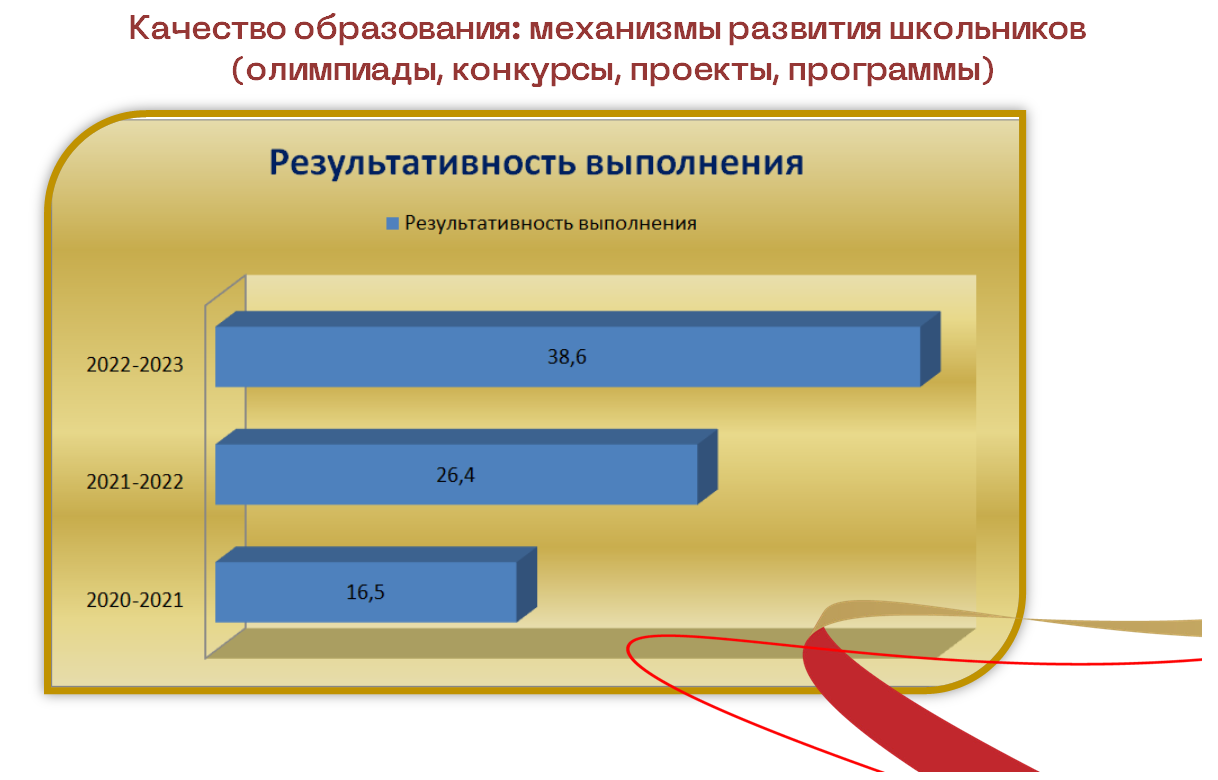 Качество образования: механизмы развития школьников
(олимпиады, конкурсы, проекты, программы)
Результативность выполнения
Результативность выполнения
2022-2023
38,6
2021-2022
26,4
2020-2021
16,5